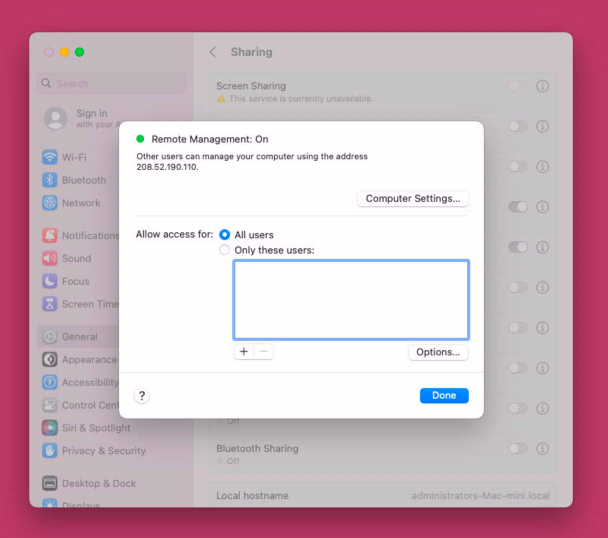 Sharing
Search
Screen Sharing
This service is currently unavailable.
Sign in
with your A
Remote Management: On
Other users can manage your computer using the address
208.52.190.110.
Wi-Fi
Bluetooth
Network
Computer Settings...
Notifications
Allow access for:
All users
Only these users:
Sound
Focus
Screen Time
General
Appearance
+ −
Options...
Accessibility
Control Cent
? Done
Off
Siri & Spotlight
Privacy & Security
Bluetooth Sharing
Off
Desktop & Dock
Local hostname
administrators-Mac-mini.local
Displays